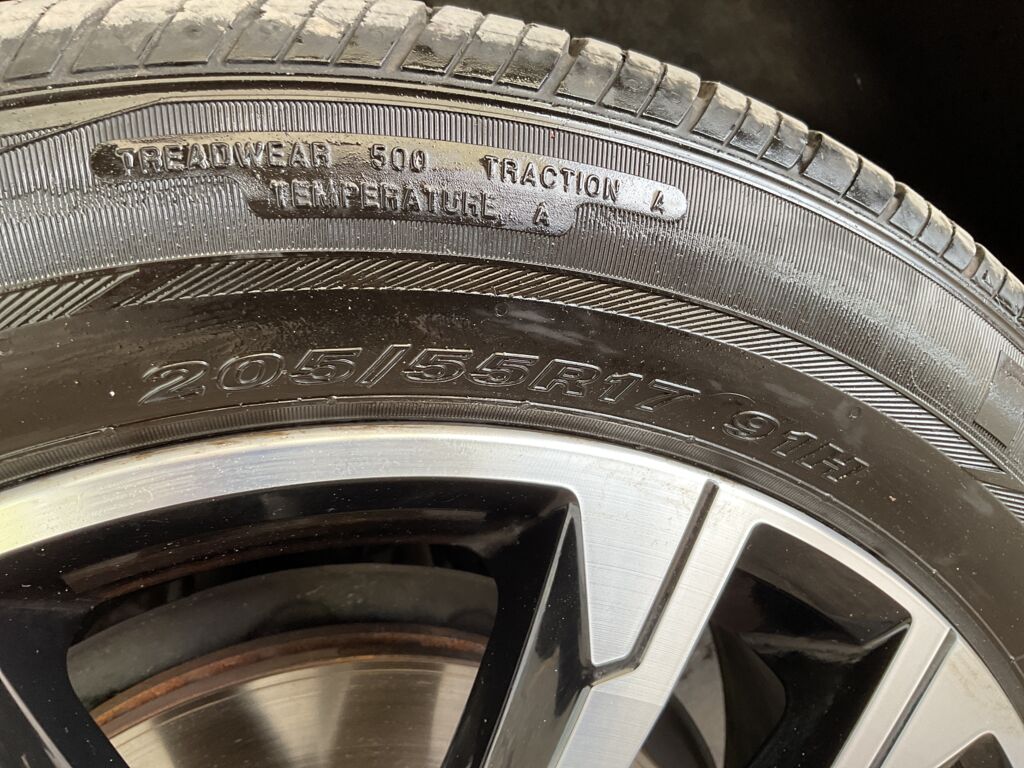 TREADWEAR 500 TRACTION A
TEMPERATURE A
205/55R17 91H